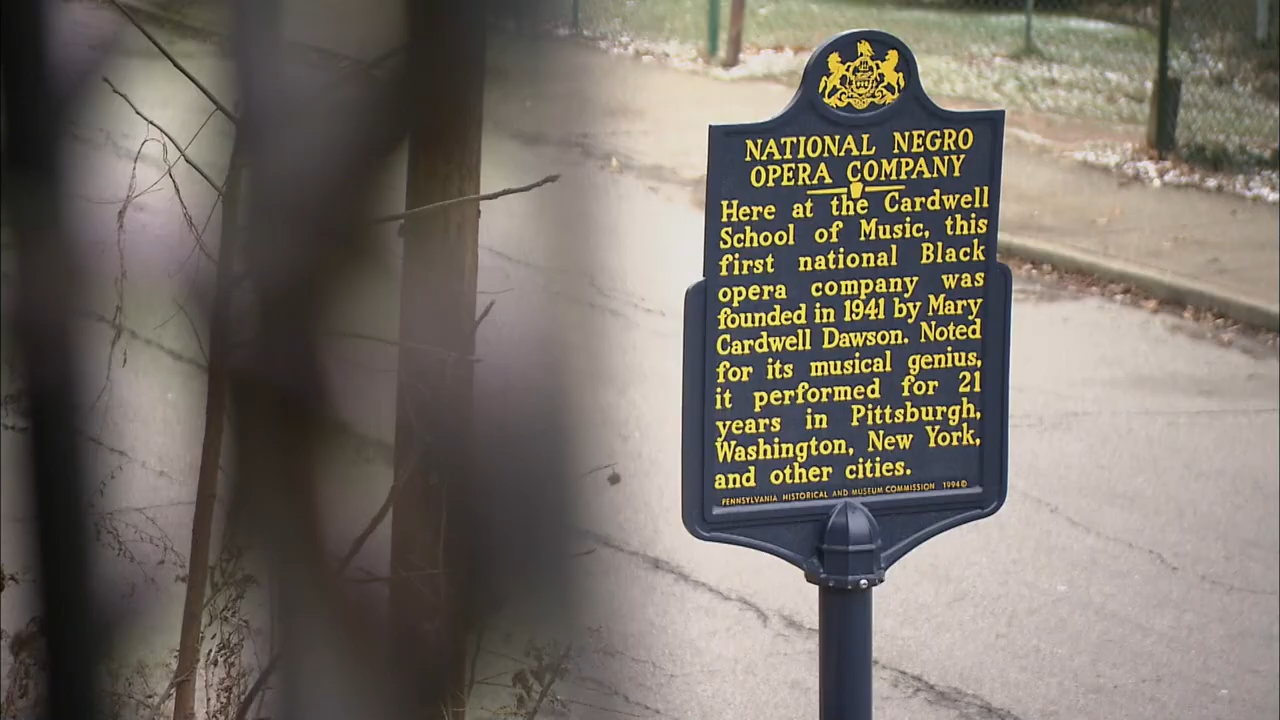 NATIONAL NEGRO
OPERA COMPANY
Here at the Cardwell
School of Music, this
first national Black
opera company was
founded in 1941 by Mary
Cardwell Dawson. Noted
for its musical genius,
it performed for 21
years in Pittsburgh,
Washington, New York,
and other cities.
PENNSYLVANIA HISTORICAL AND MUSEUM COMMISSION 1994©